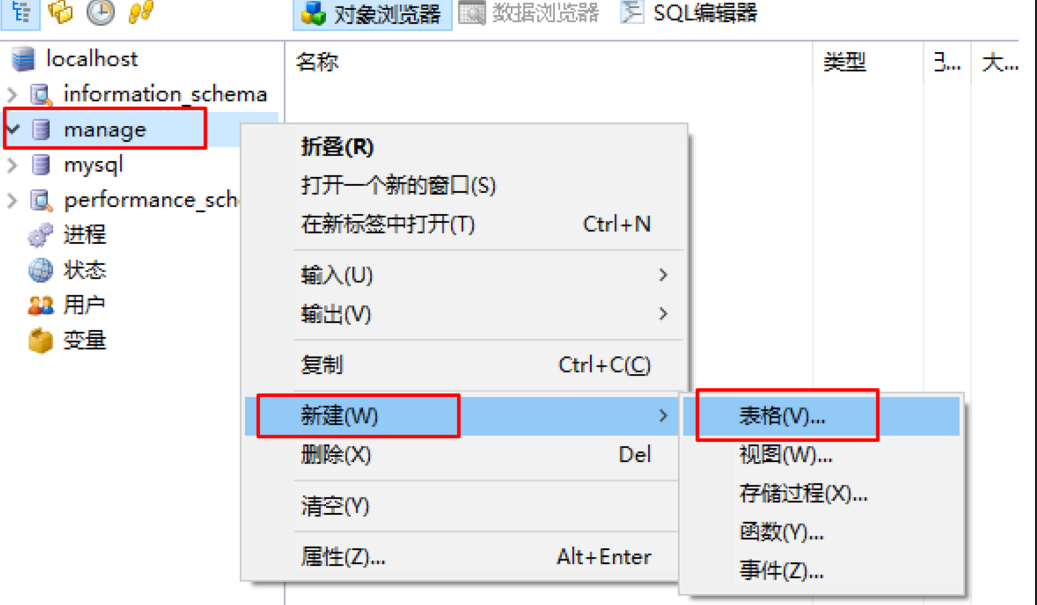 对象浏览器 数据浏览器 SQL编辑器
localhost
名称 类型 大...
information_schema
manage
mysql
performance_sch
进程
状态
用户
变量
折叠(R)
打开一个新的窗口(S)
在新标签中打开(T) Ctrl+N
输入(U)
输出(V)
复制 Ctrl+C(C)
新建(W)
删除(X) Del
清空(Y)
属性(Z)... Alt+Enter
表格(V)...
视图(W)...
存储过程(X)...
函数(Y)...
事件(Z)...